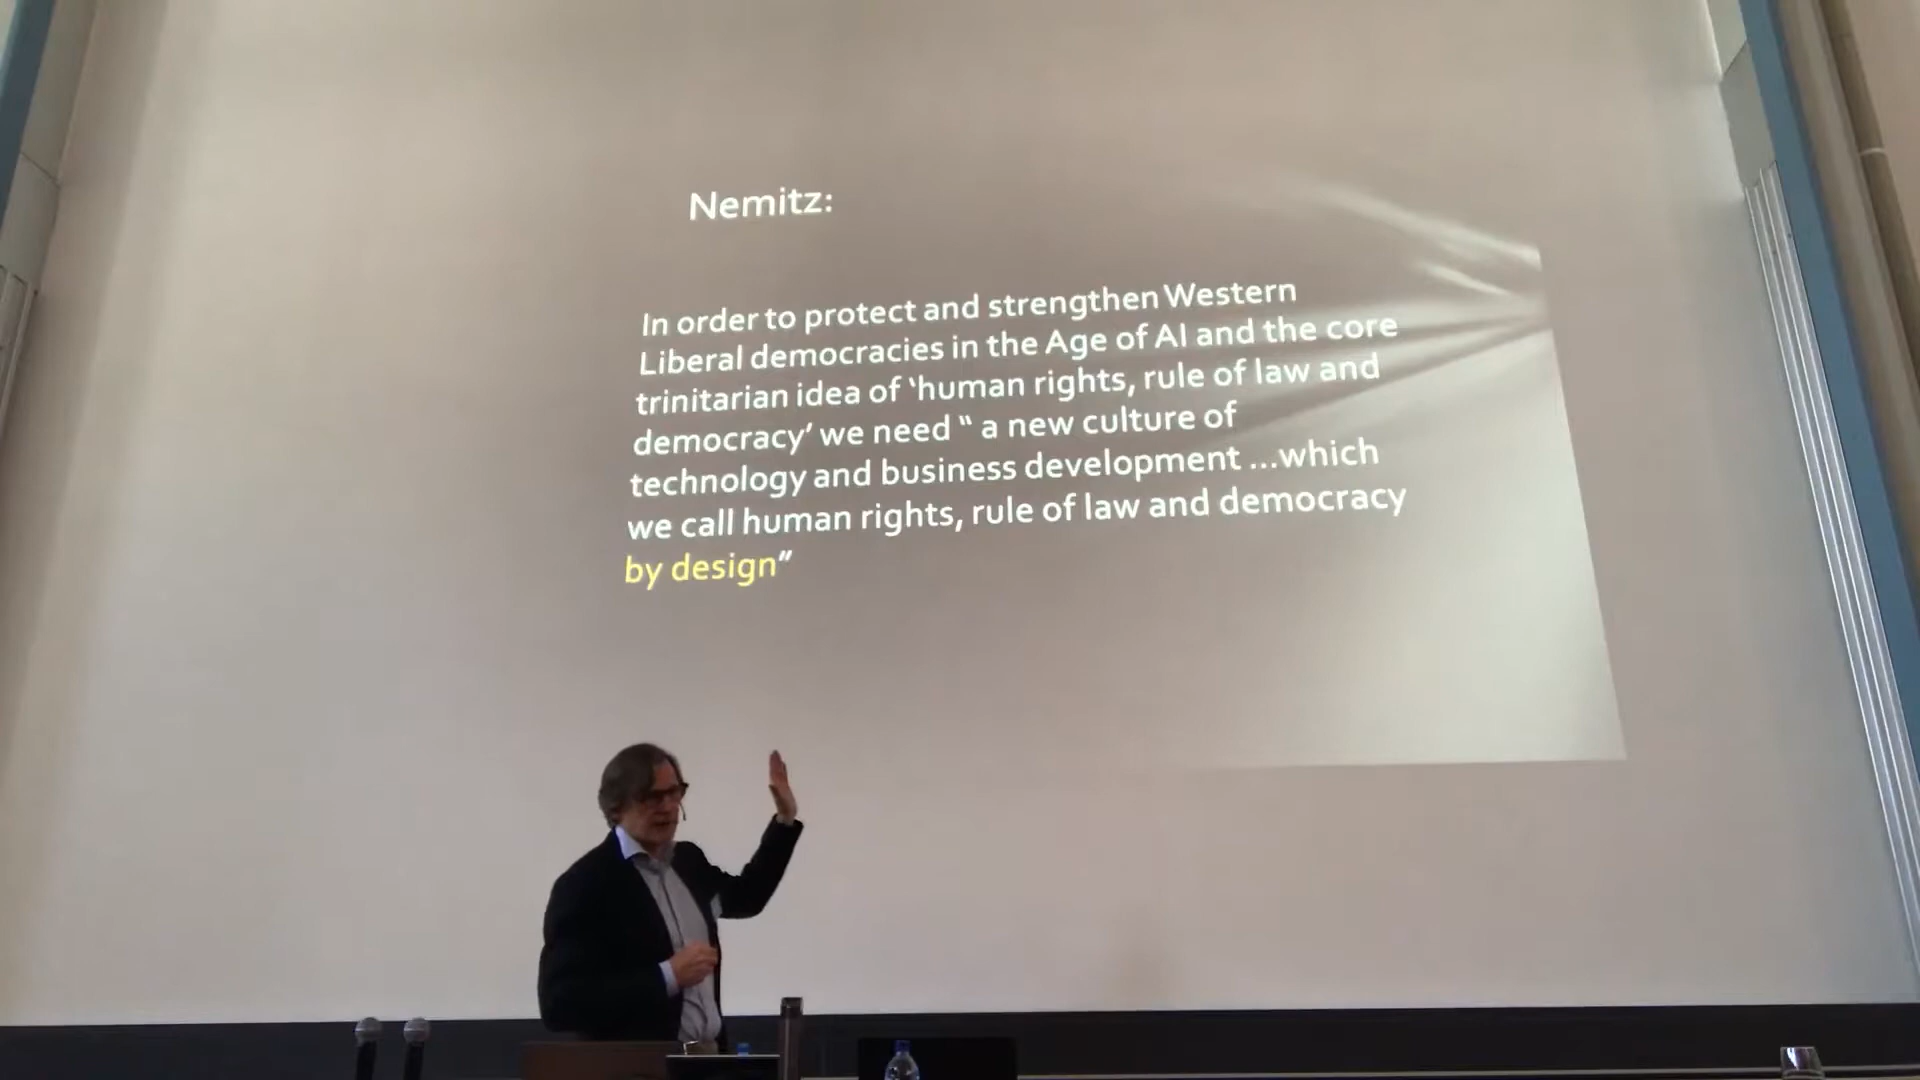 Nemitz:
In order to protect and strengthen Western
Liberal democracies in the Age of AI and the core
trinitarian idea of ‘human rights, rule of law and
democracy’ we need “ a new culture of
technology and business development ...which
we call human rights, rule of law and democracy
by design”